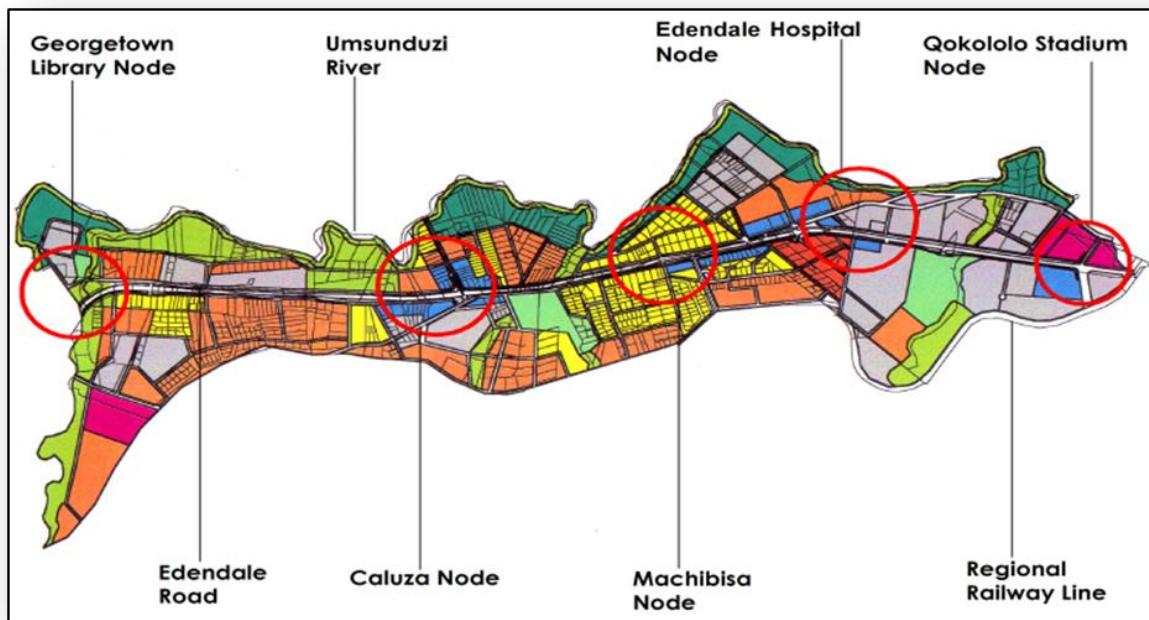 Georgetown
Library Node
Umsunduzi
River
Edendale Hospital
Node
Qokololo Stadium
Node
Edendale
Road
Caluza Node
Machibisa
Node
Regional
Railway Line